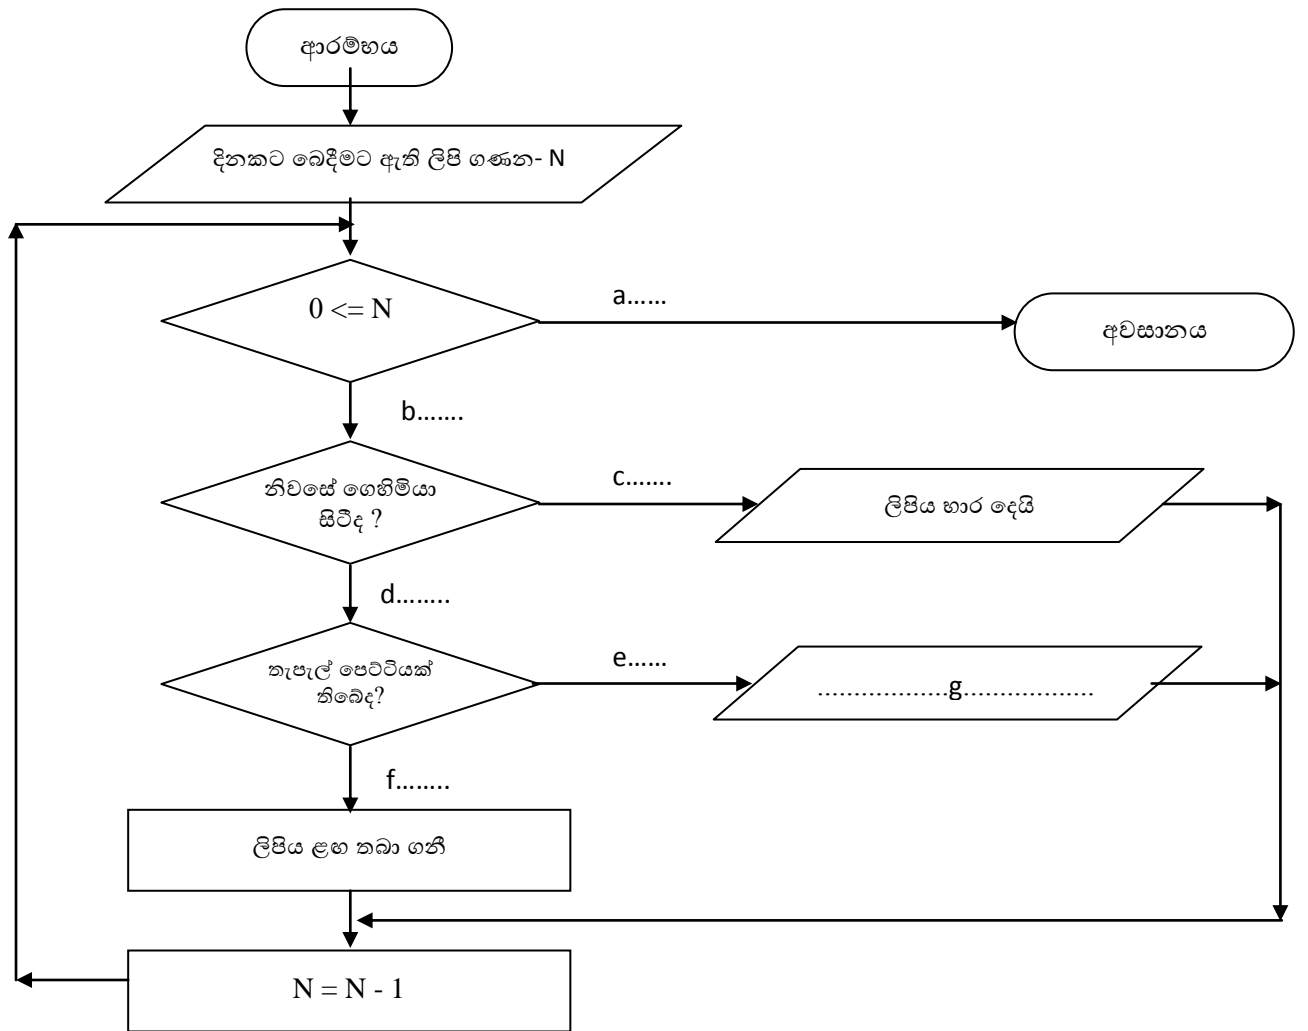 ආරම්භය
දිනකට බෙදීමට ඇති ලිපි ගණන- N
0 <= N
a......
අවසානය
b.......
නිවසේ ගෙහිමියා
සිටීද ?
c.......
ලිපිය භාර දෙයි
d........
තැපැල් පෙට්ටියක්
තිබේද?
e......
..................g..................
f........
ලිපිය ළඟ තබා ගනී
N = N - 1